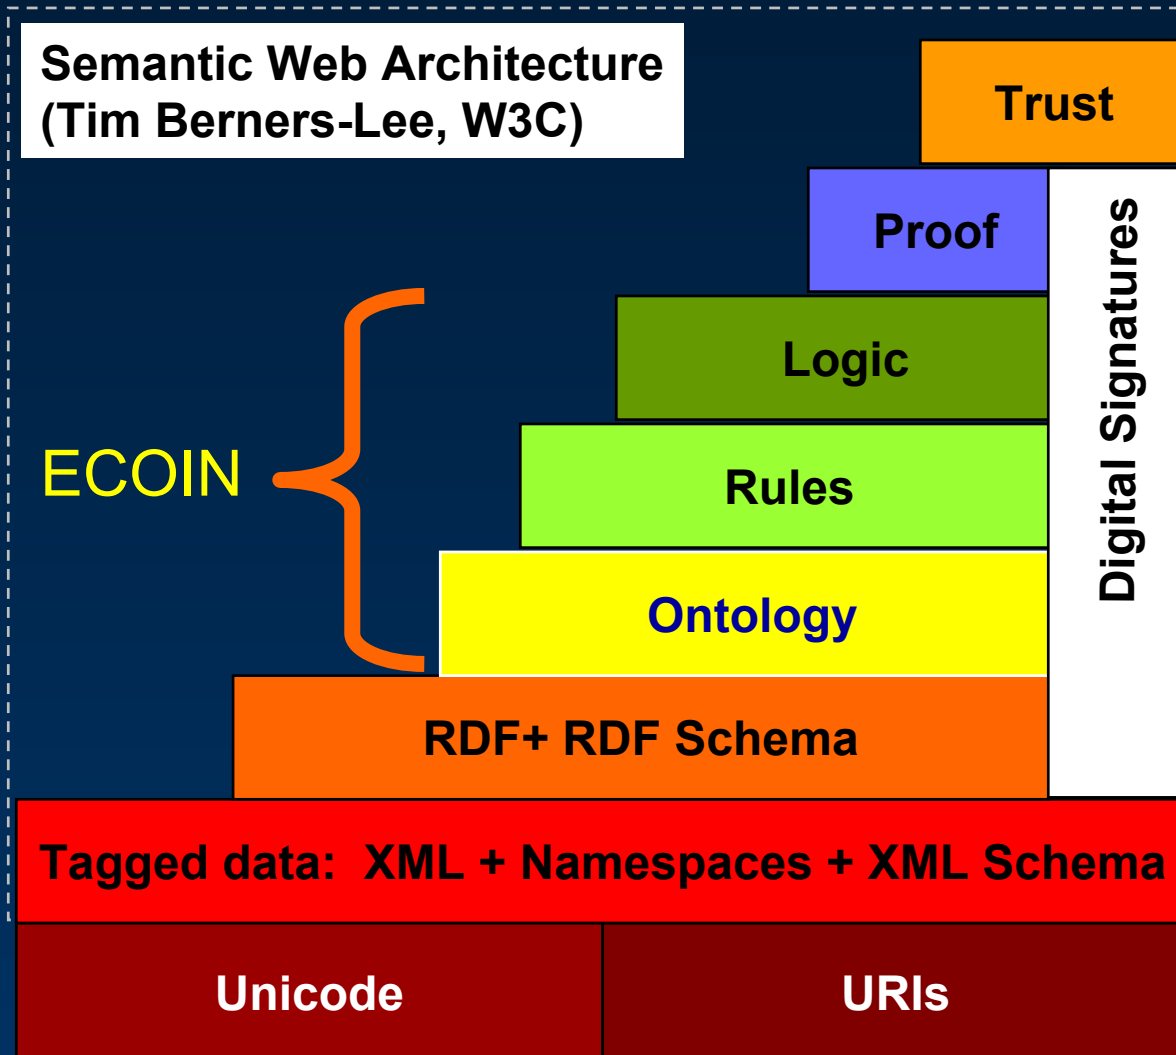 Semantic Web Architecture
(Tim Berners-Lee, W3C)
Trust
Proof
Digital Signatures
Logic
ECOIN
Rules
Ontology
RDF+ RDF Schema
Tagged data: XML + Namespaces + XML Schema
Unicode
URIs